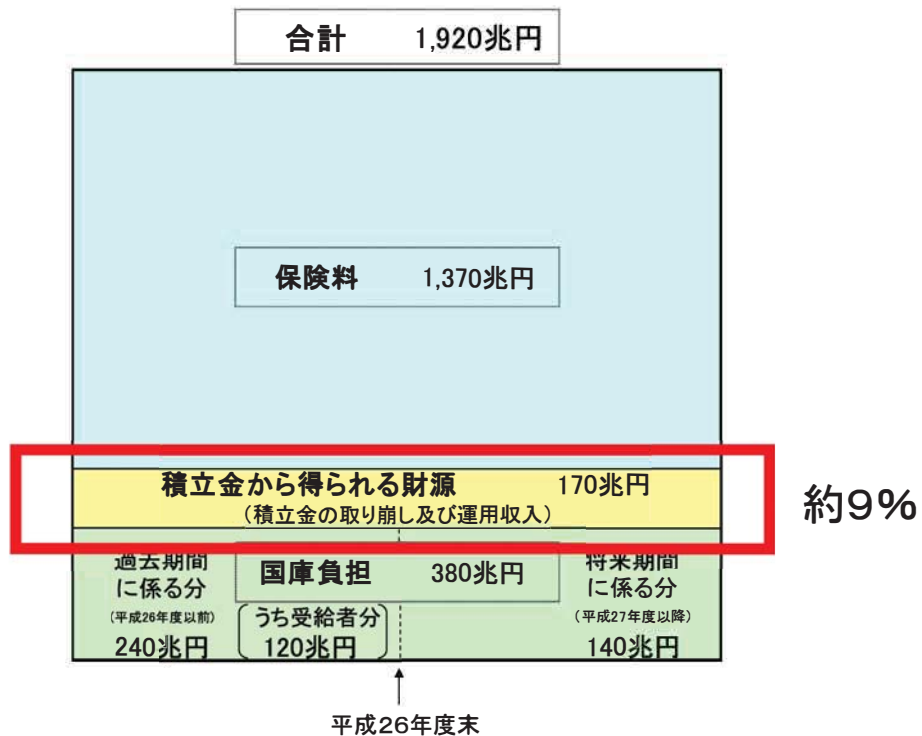 合計 1,920兆円
保険料 1,370兆円
積立金から得られる財源 170兆円
(積立金の取り崩し及び運用収入)
約9%
過去期間
に係る分
(平成26年度以前)
240兆円
国庫負担 380兆円
うち受給者分
120兆円
将来期間
に係る分
(平成27年度以降)
140兆円
平成26年度末